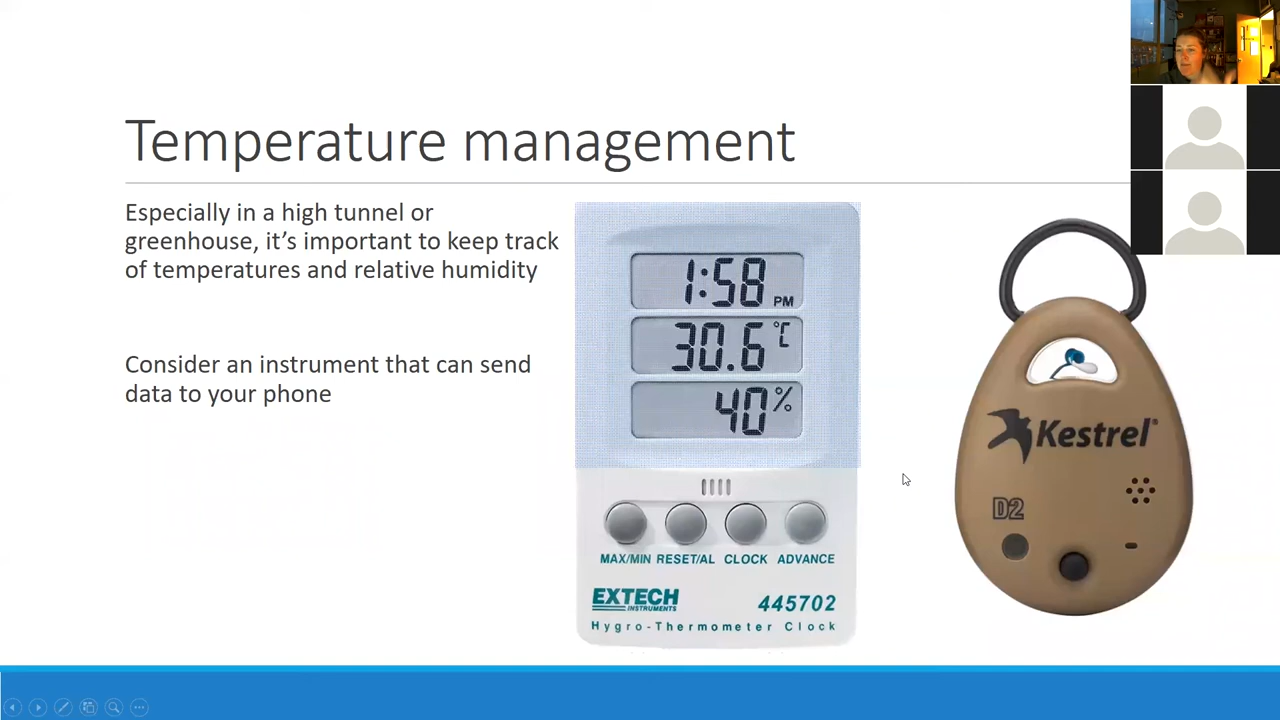 Temperature management
Especially in a high tunnel or
greenhouse, it's important to keep track
of temperatures and relative humidity
Consider an instrument that can send
data to your phone
1:58 PM
30.6 °C
40%
MAX/MIN RESET/AL CLOCK ADVANCE
EXTECH
INSTRUMENTS
445702
Hygro-Thermometer Clock
Kestrel®
D2